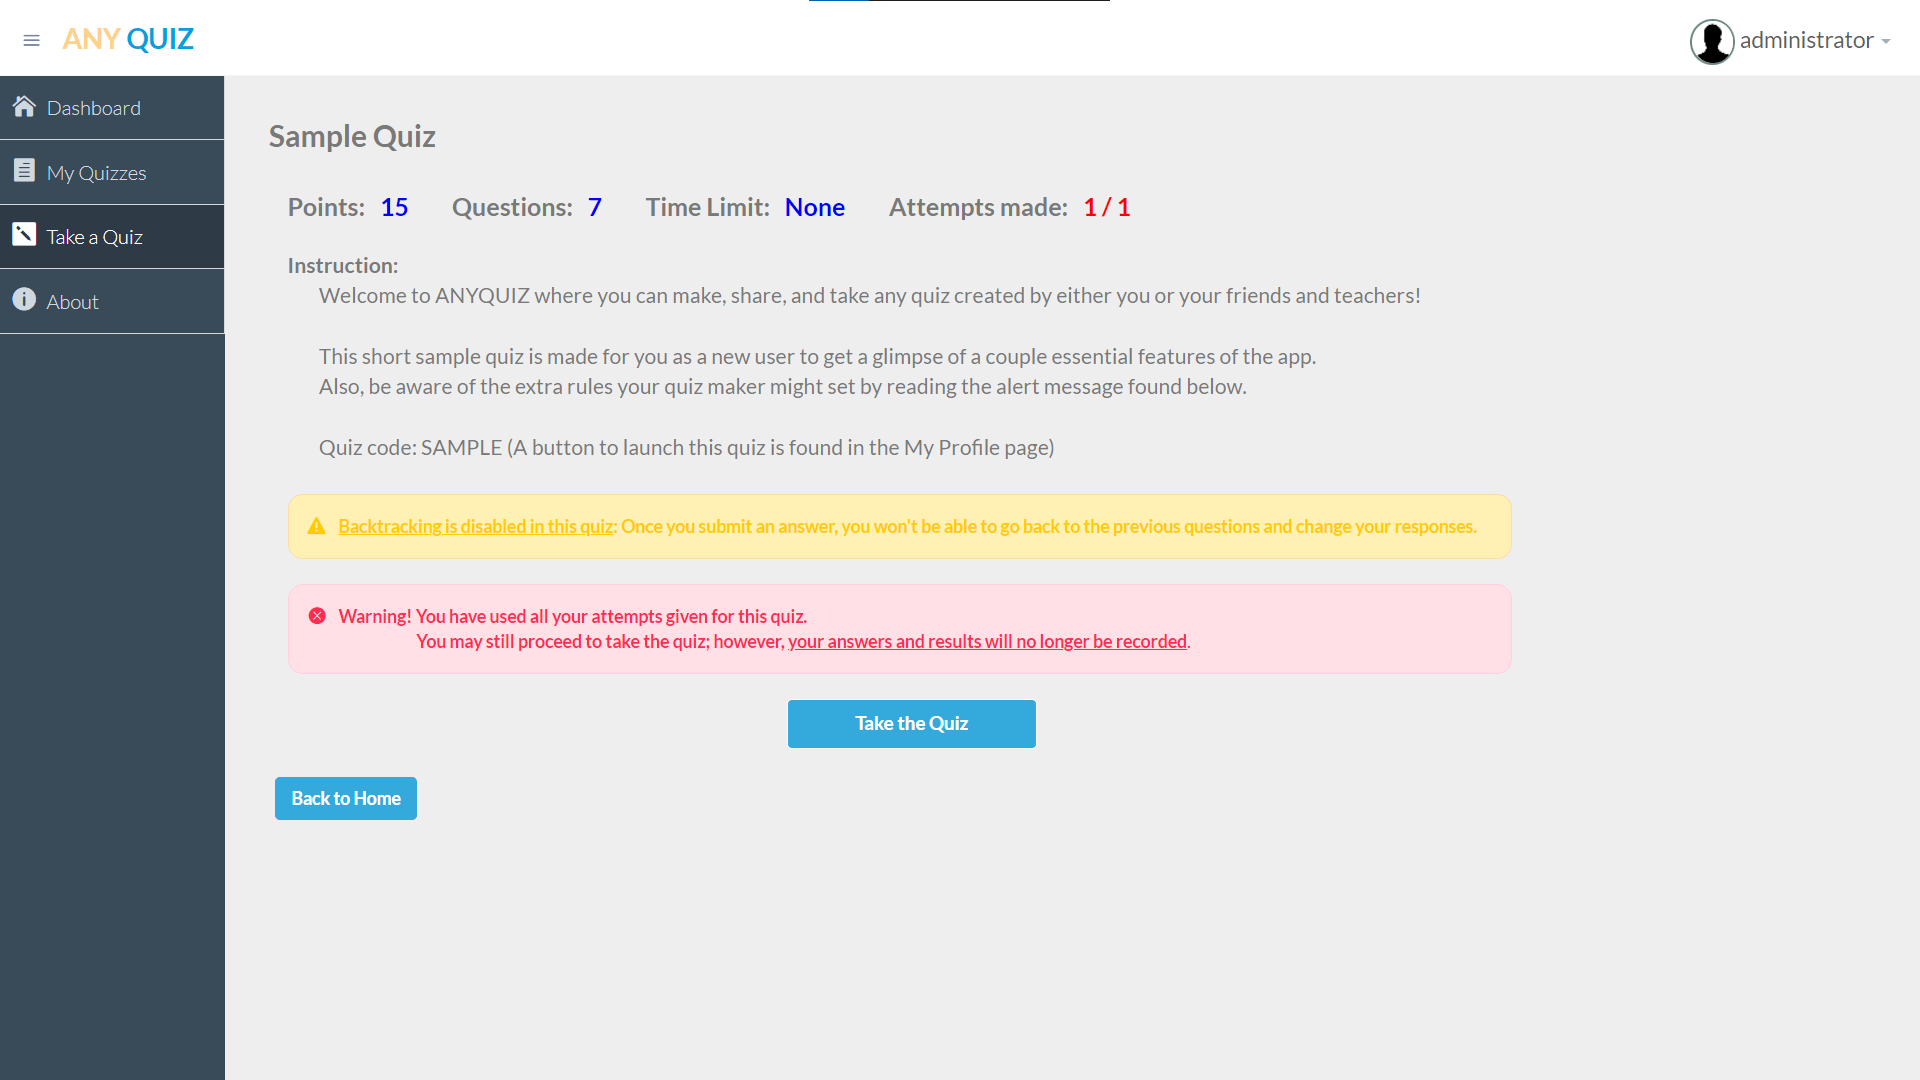 ANY QUIZ
administrator
Dashboard
My Quizzes
Take a Quiz
About
Sample Quiz
Points: 15 Questions: 7 Time Limit: None Attempts made: 1 / 1
Instruction:
Welcome to ANYQUIZ where you can make, share, and take any quiz created by either you or your friends and teachers!
This short sample quiz is made for you as a new user to get a glimpse of a couple essential features of the app.
Also, be aware of the extra rules your quiz maker might set by reading the alert message found below.
Quiz code: SAMPLE (A button to launch this quiz is found in the My Profile page)
Backtracking is disabled in this quiz: Once you submit an answer, you won't be able to go back to the previous questions and change your responses.
Warning! You have used all your attempts given for this quiz.
You may still proceed to take the quiz; however, your answers and results will no longer be recorded.
Take the Quiz
Back to Home